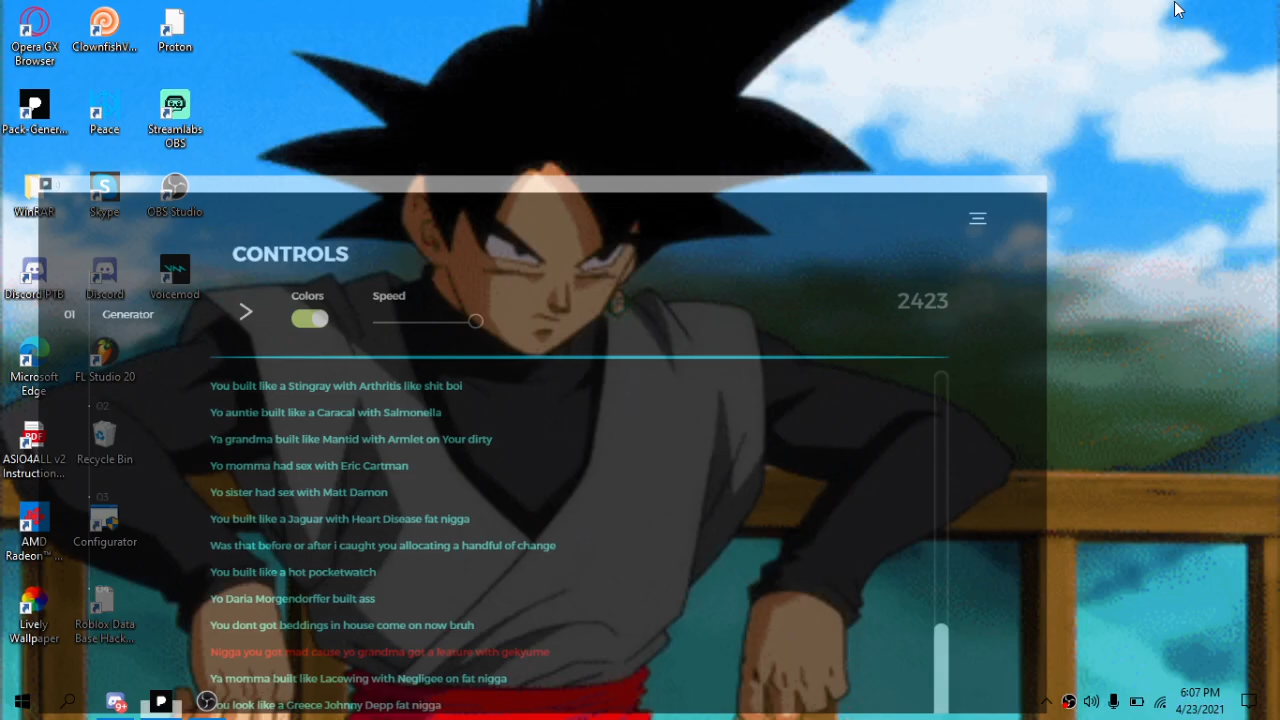 Opera GX
Browser
ClownfishV...
Proton
Pack-Gener...
Peace
Streamlabs
OBS
WinRAR
Skype
OBS Studio
Discord PTB
Discord
Voicemod
Microsoft
Edge
FL Studio 20
ASIO4ALL v2
Instruction...
Recycle Bin
AMD
Radeon™ ...
Configurator
Lively
Wallpaper
Roblox Data
Base Hack...
CONTROLS
Colors
Speed
2423
01 Generator
02
03
You built like a Stingray with Arthritis like shit boi
Yo auntie built like a Caracal with Salmonella
Ya grandma built like Mantid with Armlet on Your dirty
Yo momma had sex with Eric Cartman
Yo sister had sex with Matt Damon
You built like a Jaguar with Heart Disease fat nigga
Was that before or after i caught you allocating a handful of change
You built like a hot pocketwatch
Yo Daria Morgendorffer built ass
You dont got beddings in house come on now bruh
Nigga you got mad cause yo grandma got a feature with gekyume
Ya momma built like Lacewing with Negligee on fat nigga
You look like a Greece Johnny Depp fat nigga
6:07 PM
4/23/2021